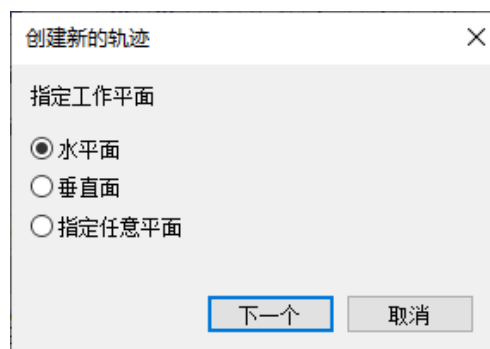 创建新的轨迹
指定工作平面
水平面
垂直面
指定任意平面
下一个
取消